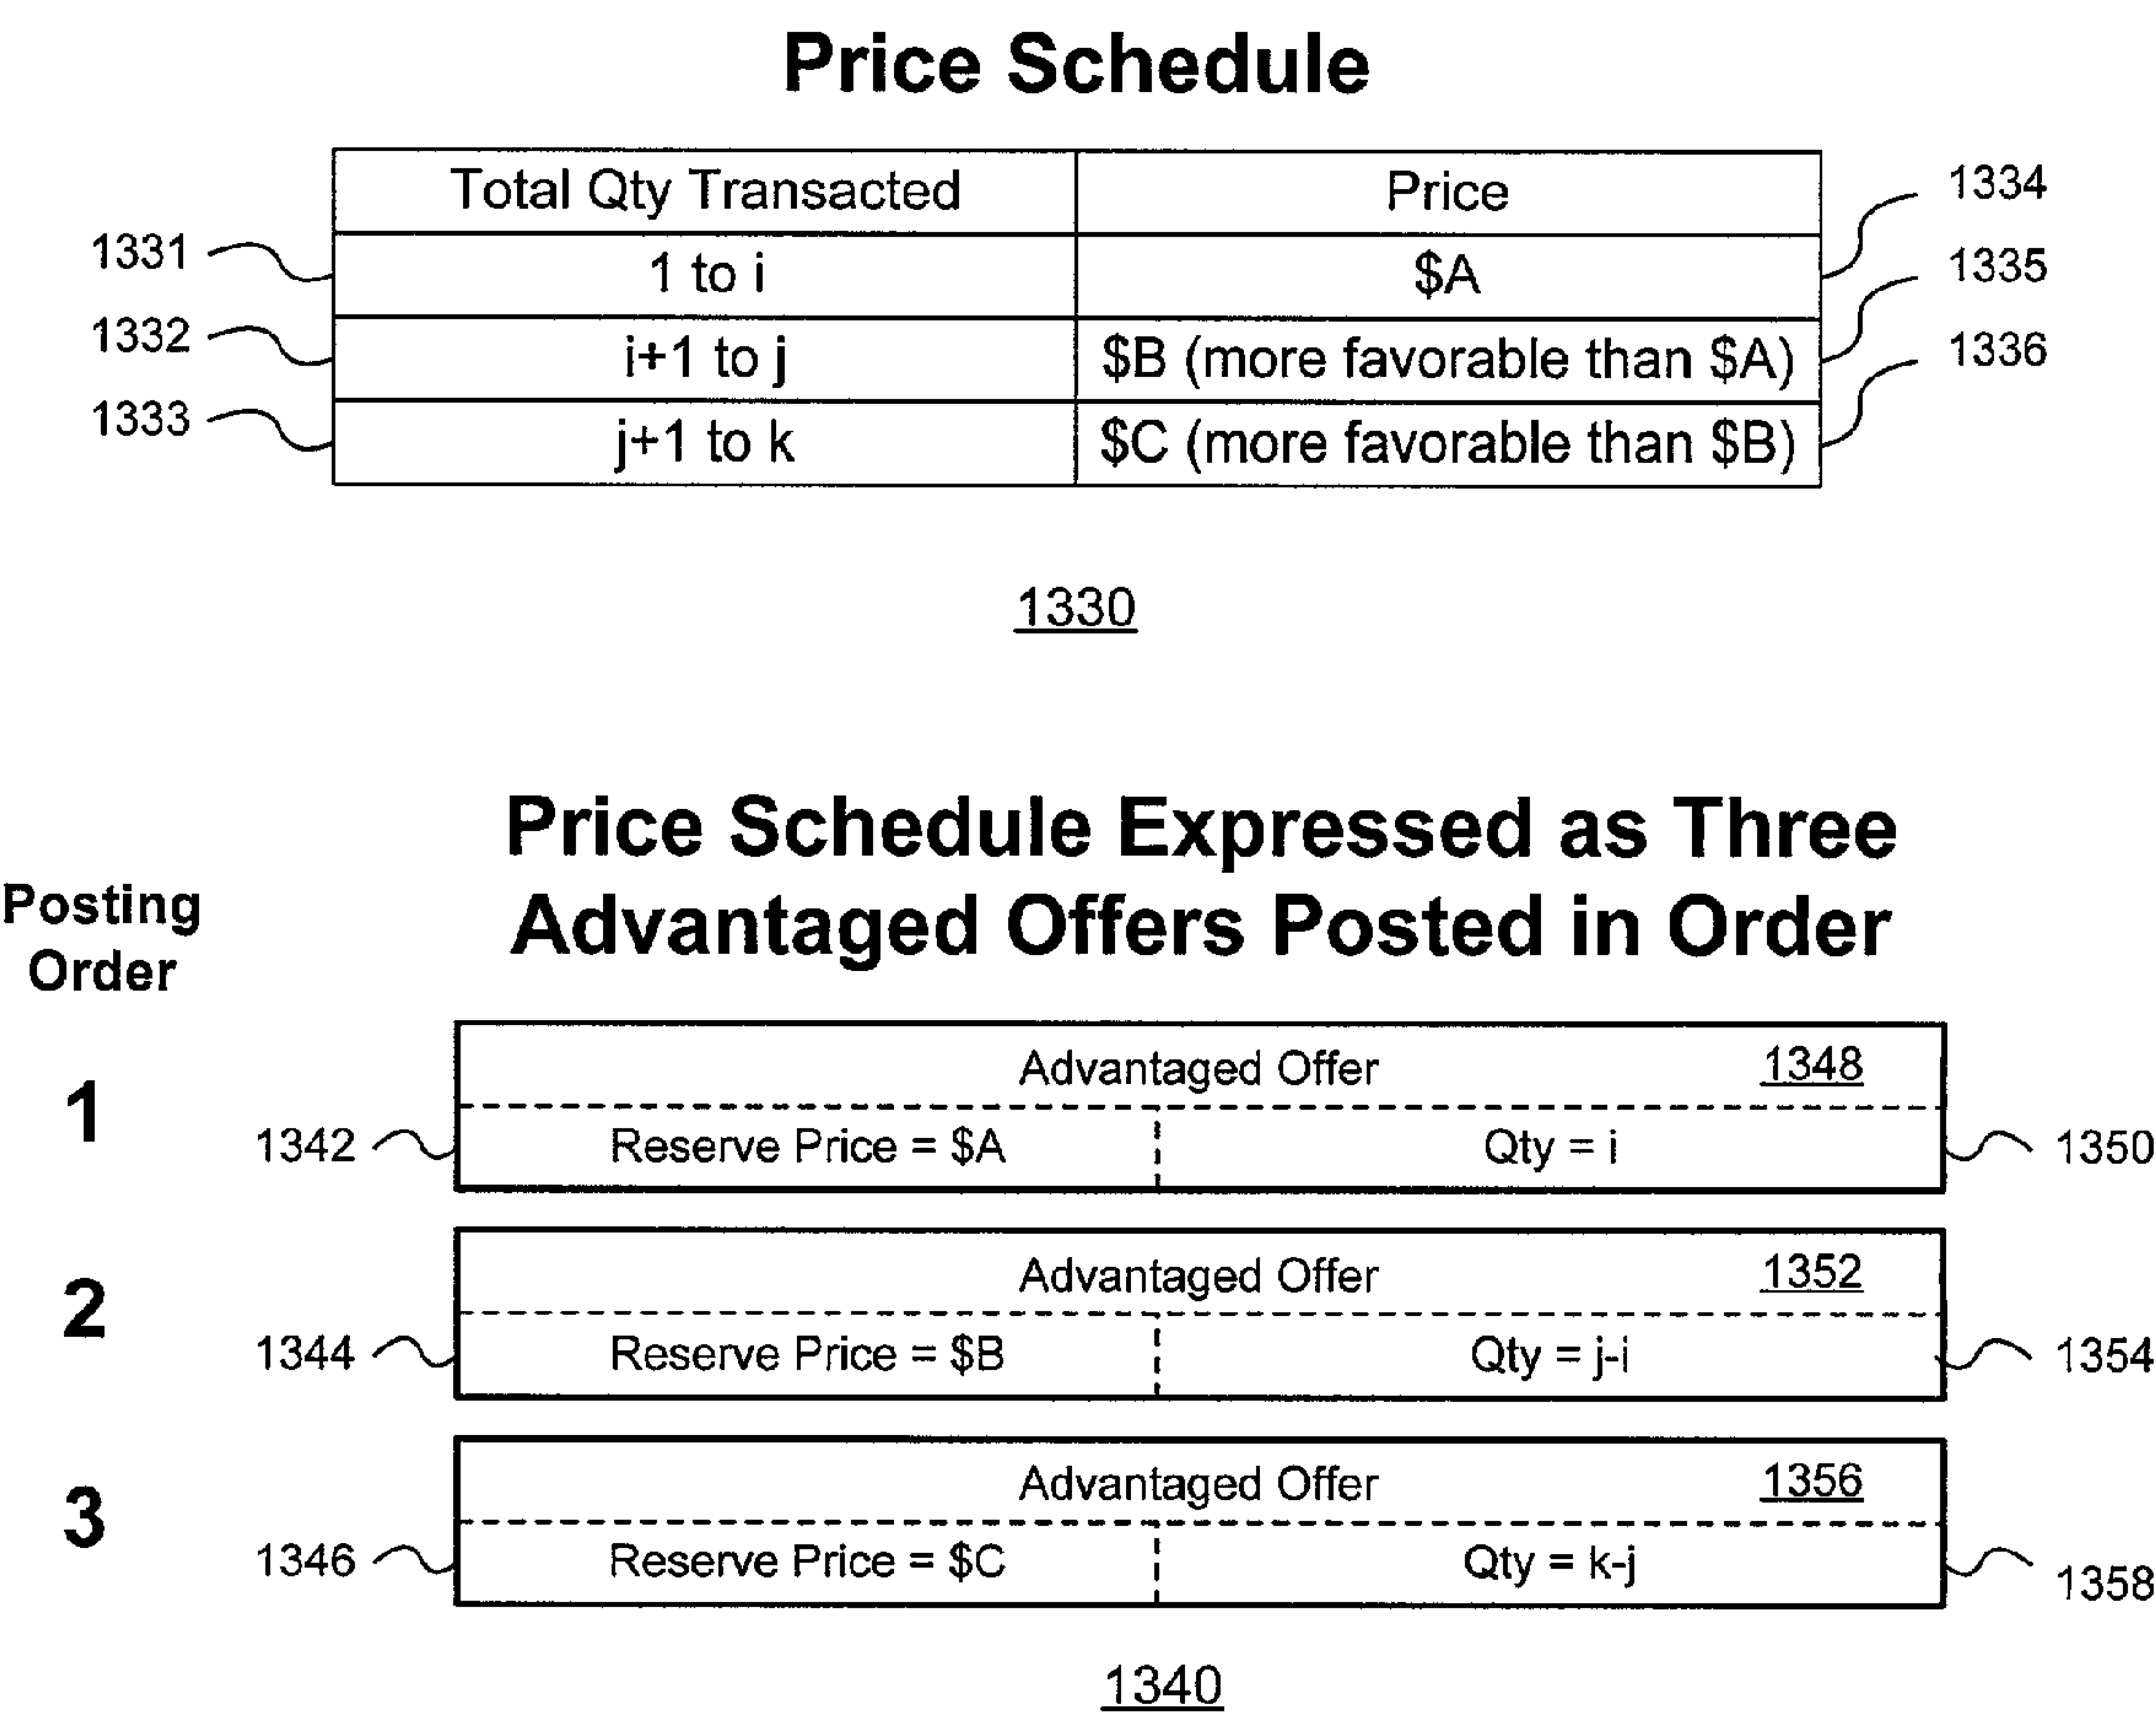 Price Schedule
Total Qty Transacted Price 1334
1331 1 to i $A 1335
1332 i+1 to j $B (more favorable than $A) 1336
1333 j+1 to k $C (more favorable than $B)
1330
Price Schedule Expressed as Three
Advantaged Offers Posted in Order
Posting
Order
Advantaged Offer 1348
1
1342 Reserve Price = $A Qty = i 1350
Advantaged Offer 1352
2
1344 Reserve Price = $B Qty = j-i 1354
Advantaged Offer 1356
3
1346 Reserve Price = $C Qty = k-j 1358
1340